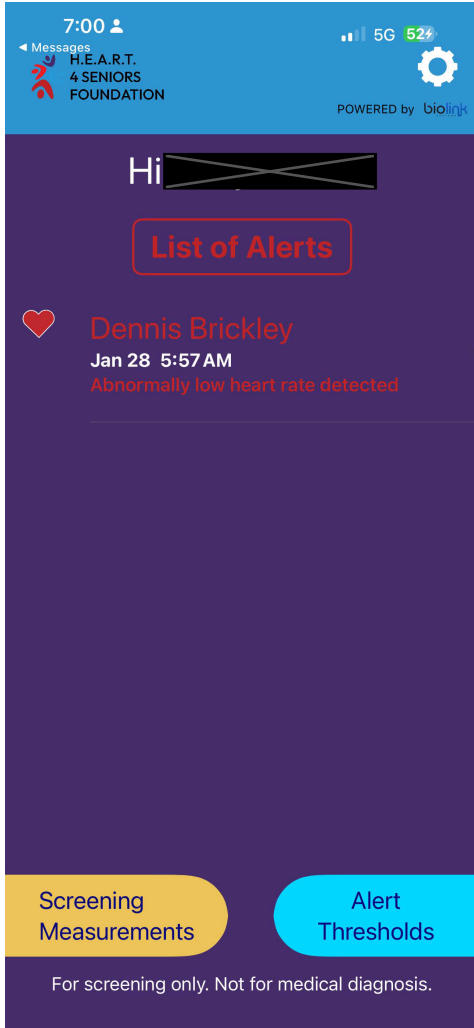 7:00
5G 52
◀ Messages
H.E.A.R.T.
4 SENIORS
FOUNDATION
POWERED by biolink
Hi
List of Alerts
Dennis Brickley
Jan 28 5:57 AM
Abnormally low heart rate detected
Screening
Measurements
Alert
Thresholds
For screening only. Not for medical diagnosis.